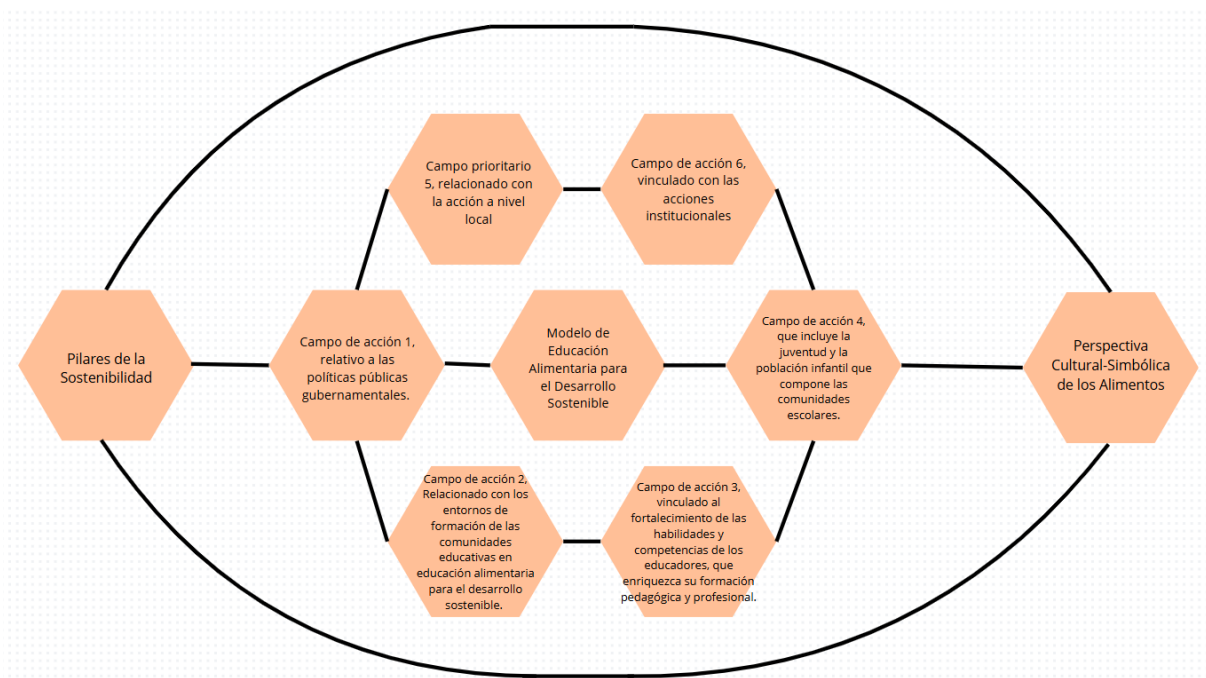 Campo prioritario
5, relacionado con
la acción a nivel
local
Campo de acción 6,
vinculado con las
acciones
institucionales
Pilares de la
Sostenibilidad
Campo de acción 1,
relativo a las
políticas públicas
gubernamentales.
Modelo de
Educación
Alimentaria para
el Desarrollo
Sostenible
Campo de acción 4,
que incluye la
juventud y la
población infantil que
compone las
comunidades
escolares.
Perspectiva
Cultural-Simbólica
de los Alimentos
Campo de acción 2,
Relacionado con los
entornos de
formación de las
comunidades
educativas en
educación alimentaria
para el desarrollo
sostenible.
Campo de acción 3,
vinculado al
fortalecimiento de las
habilidades y
competencias de los
educadores, que
enriquezca su formación
pedagógica y profesional.